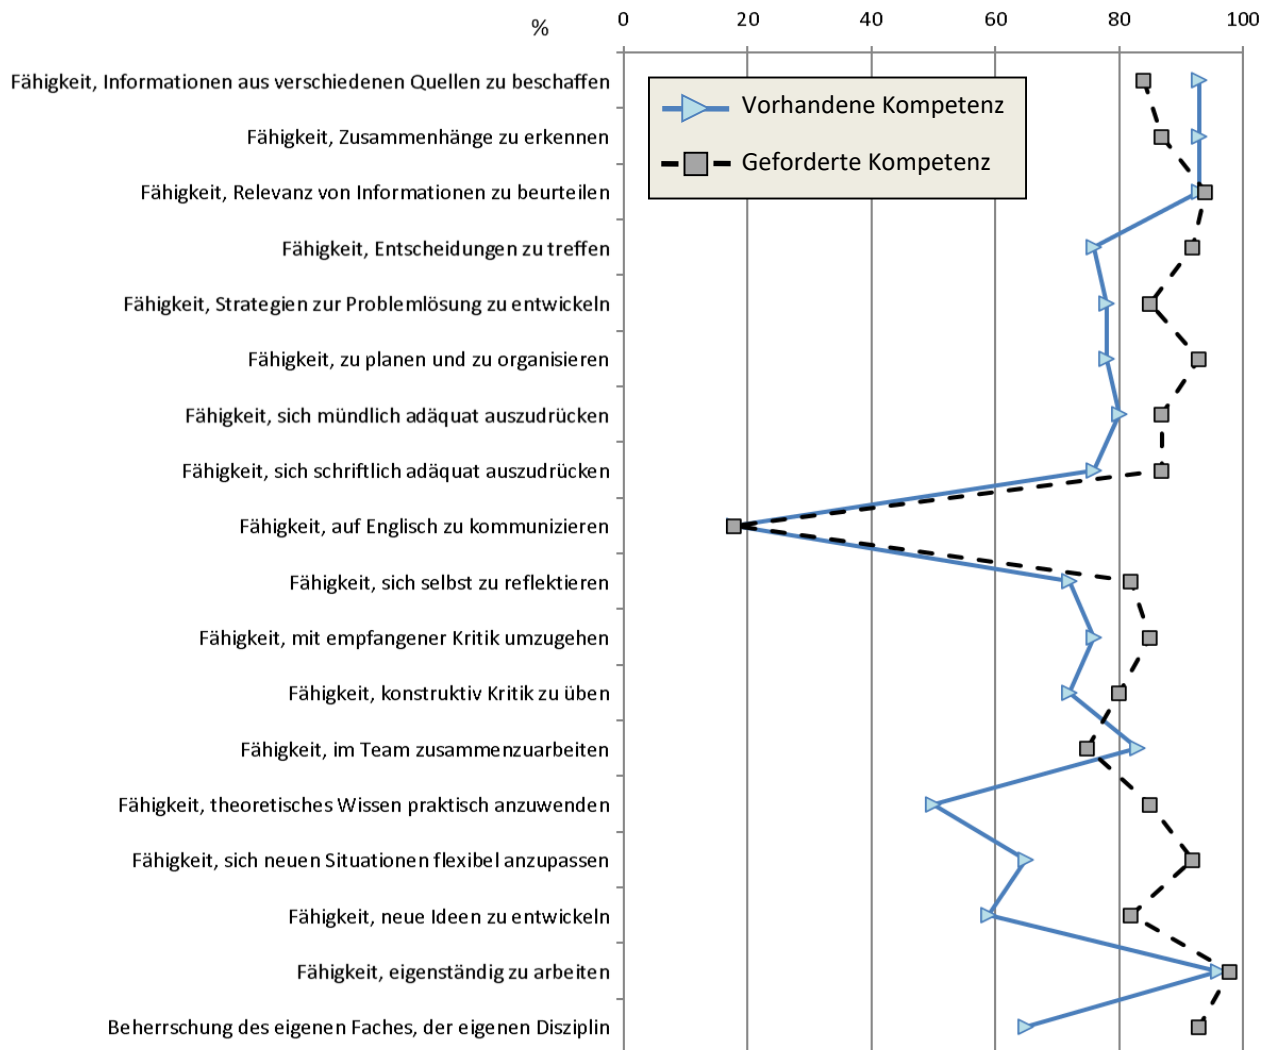 % 0 20 40 60 80 100
Vorhandene Kompetenz
Geforderte Kompetenz
Fähigkeit, Informationen aus verschiedenen Quellen zu beschaffen
Fähigkeit, Zusammenhänge zu erkennen
Fähigkeit, Relevanz von Informationen zu beurteilen
Fähigkeit, Entscheidungen zu treffen
Fähigkeit, Strategien zur Problemlösung zu entwickeln
Fähigkeit, zu planen und zu organisieren
Fähigkeit, sich mündlich adäquat auszudrücken
Fähigkeit, sich schriftlich adäquat auszudrücken
Fähigkeit, auf Englisch zu kommunizieren
Fähigkeit, sich selbst zu reflektieren
Fähigkeit, mit empfangener Kritik umzugehen
Fähigkeit, konstruktiv Kritik zu üben
Fähigkeit, im Team zusammenzuarbeiten
Fähigkeit, theoretisches Wissen praktisch anzuwenden
Fähigkeit, sich neuen Situationen flexibel anzupassen
Fähigkeit, neue Ideen zu entwickeln
Fähigkeit, eigenständig zu arbeiten
Beherrschung des eigenen Faches, der eigenen Disziplin